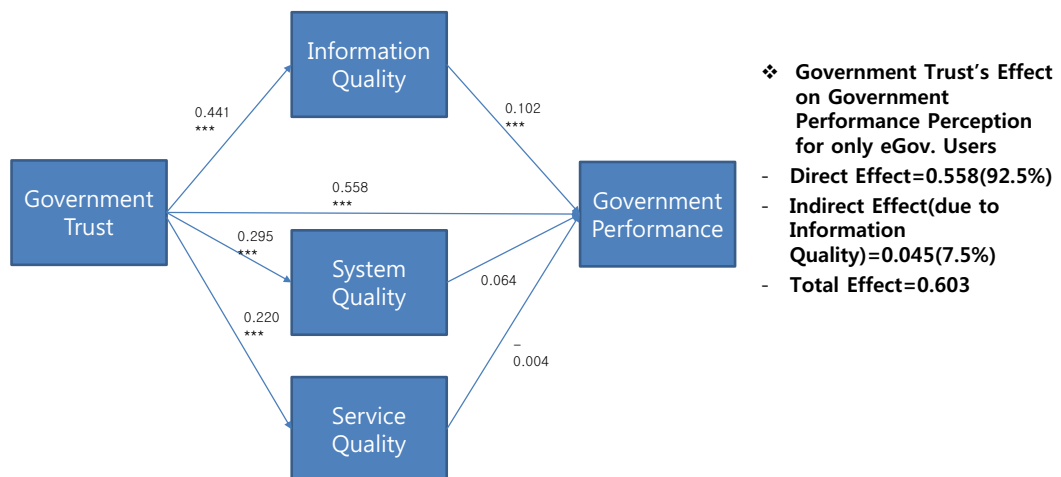 Information
Quality
0.441
***
0.102
***
Government
Trust
0.558
***
Government
Performance
0.295
***
System
Quality
0.064
0.220
***
–
0.004
Service
Quality
❖ Government Trust's Effect
on Government
Performance Perception
for only eGov. Users
- Direct Effect=0.558(92.5%)
- Indirect Effect(due to
Information
Quality)=0.045(7.5%)
- Total Effect=0.603